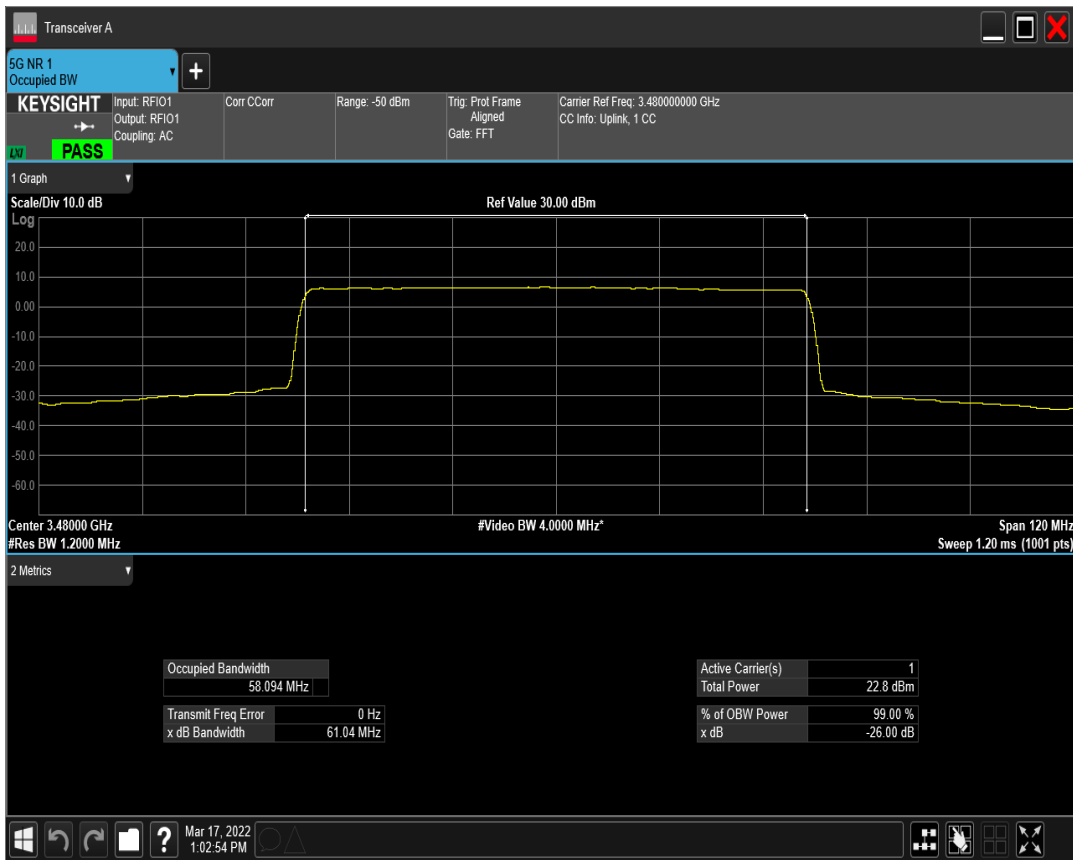 Transceiver A
5G NR 1
Occupied BW
+
KEYSIGHT
LXI
PASS
Input: RFIO1
Output: RFIO1
Coupling: AC
Corr CCorr
Range: -50 dBm
Trig: Prot Frame
Aligned
Gate: FFT
Carrier Ref Freq: 3.480000000 GHz
CC Info: Uplink, 1 CC
1 Graph
Scale/Div 10.0 dB
Ref Value 30.00 dBm
Log
20.0
10.0
0.00
-10.0
-20.0
-30.0
-40.0
-50.0
-60.0
Center 3.48000 GHz
#Video BW 4.0000 MHz*
Span 120 MHz
#Res BW 1.2000 MHz
Sweep 1.20 ms (1001 pts)
2 Metrics
Occupied Bandwidth
58.094 MHz
Transmit Freq Error 0 Hz
x dB Bandwidth 61.04 MHz
Active Carrier(s) 1
Total Power 22.8 dBm
% of OBW Power 99.00 %
x dB -26.00 dB
?
Mar 17, 2022
1:02:54 PM